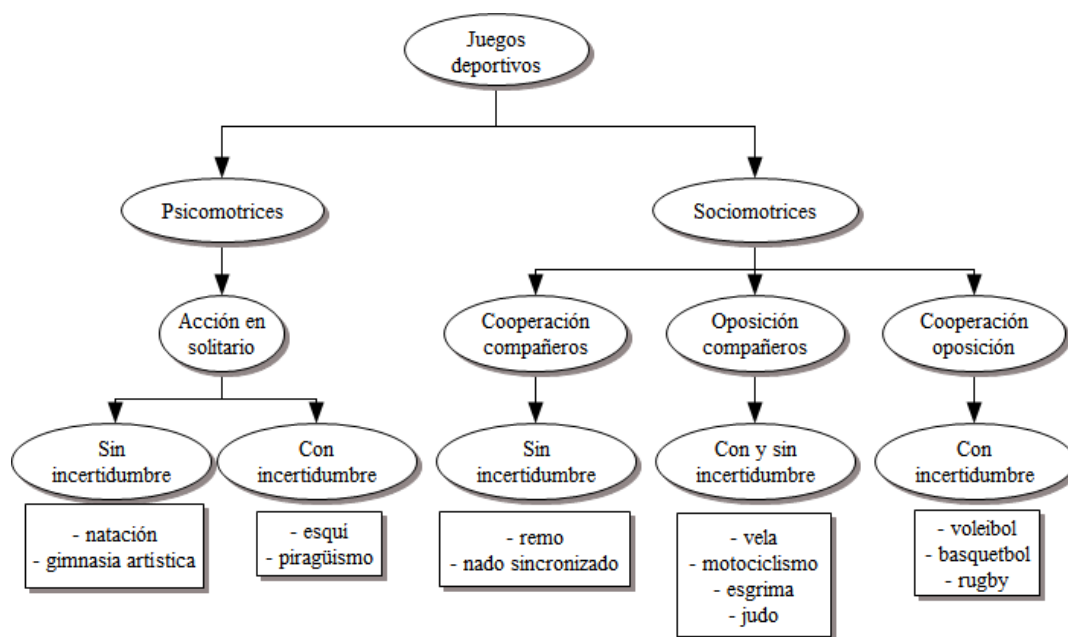 Juegos
deportivos
Psicomotrices
Sociomotrices
Acción en
solitario
Cooperación
compañeros
Oposición
compañeros
Cooperación
oposición
Sin
incertidumbre
Con
incertidumbre
Sin
incertidumbre
Con y sin
incertidumbre
Con
incertidumbre
- natación
- gimnasia artística
- esqui
- piragüismo
- remo
- nado sincronizado
- vela
- motociclismo
- esgrima
- judo
- voleibol
- basquetbol
- rugby